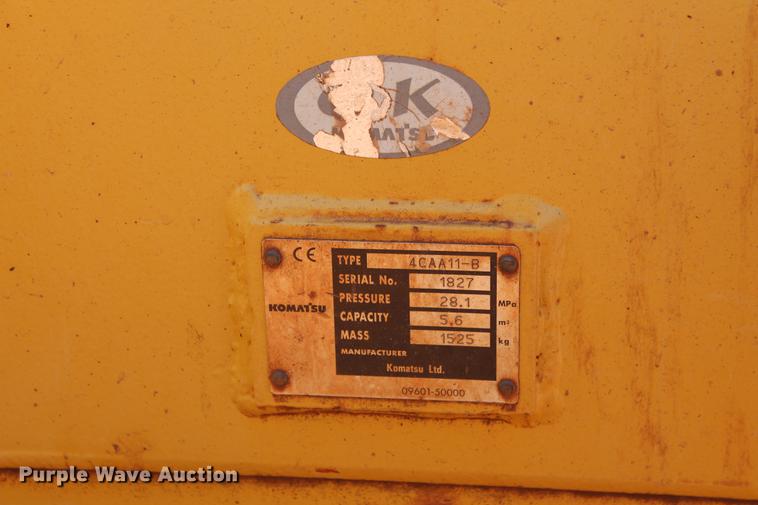 K
KOMATSU
CE
TYPE 4CAA11-B
SERIAL No. 1827
PRESSURE 28.1 MPa
KOMATSU
CAPACITY 5.6 m³
MASS 1525 kg
MANUFACTURER
Komatsu Ltd.
09601-50000
Purple Wave Auction